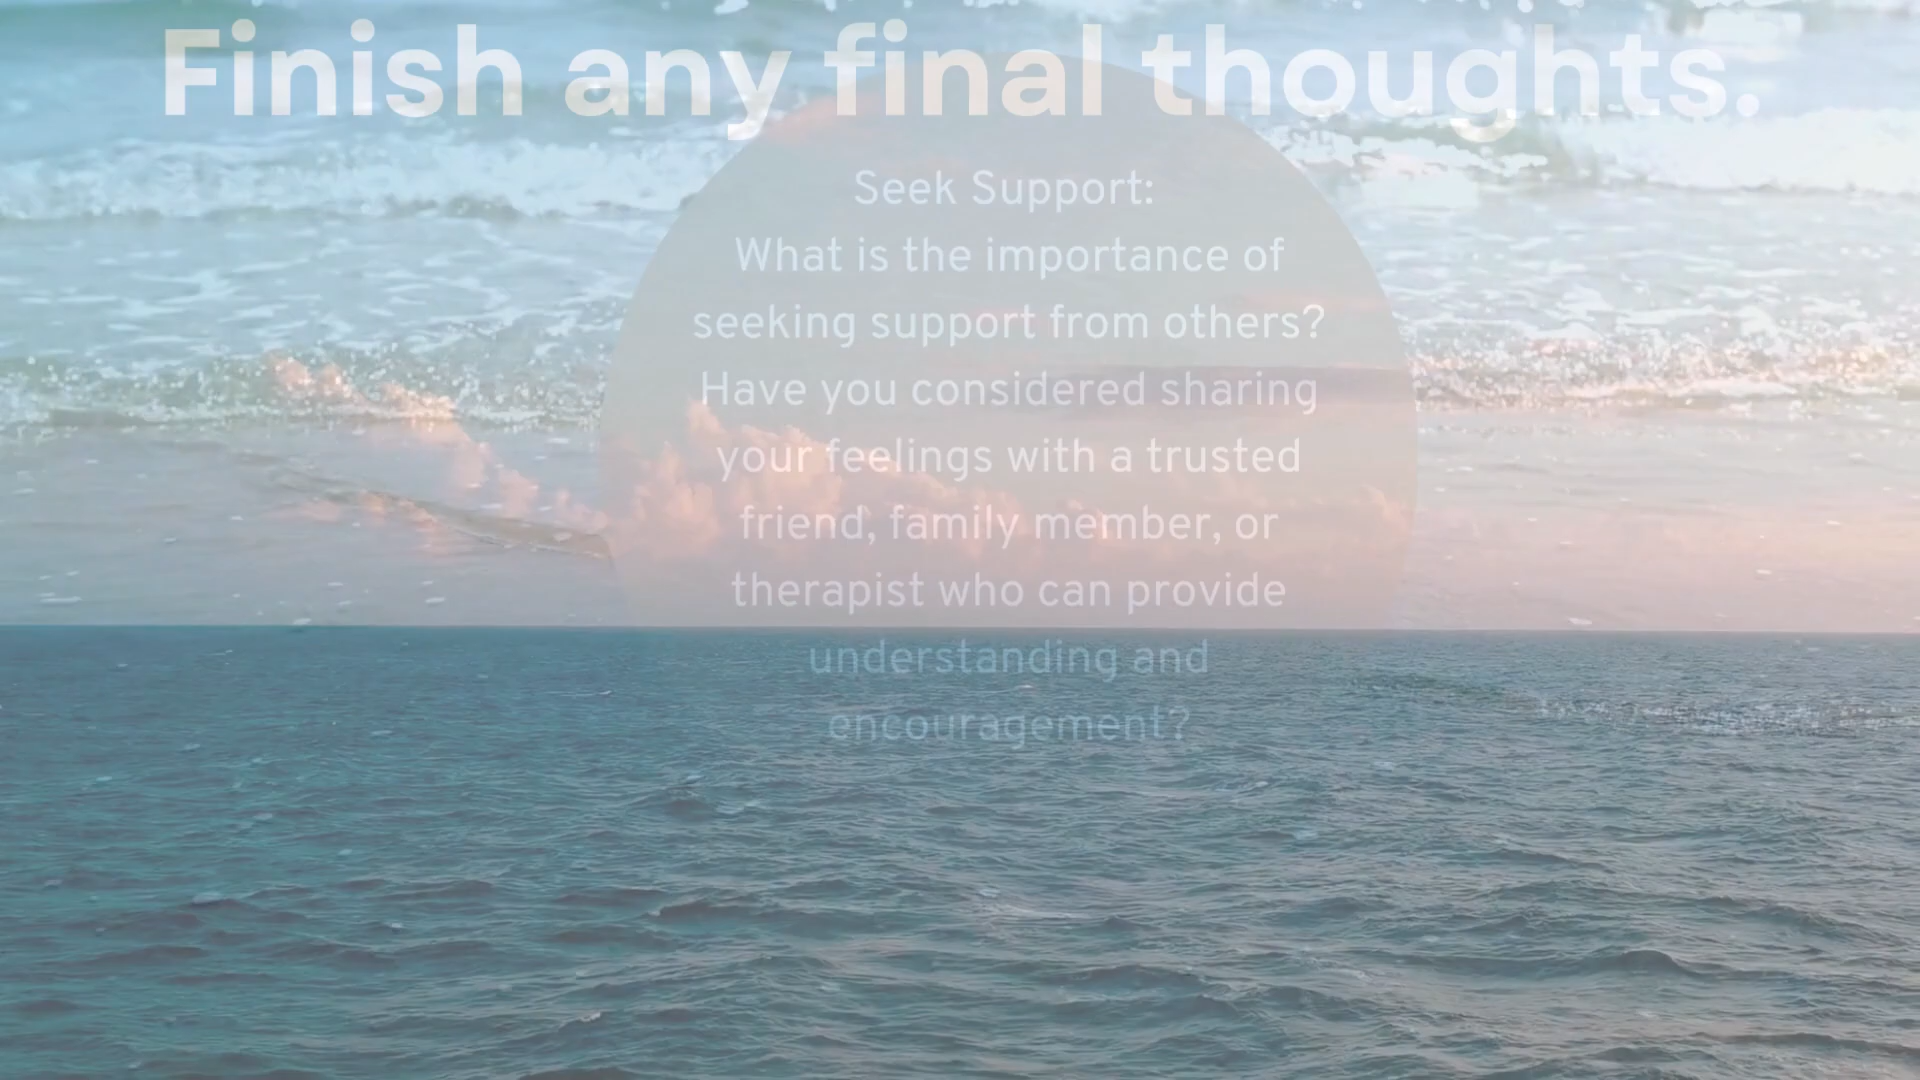 Finish any final thoughts.
Seek Support:
What is the importance of
seeking support from others?
Have you considered sharing
your feelings with a trusted
friend, family member, or
therapist who can provide
understanding and
encouragement?